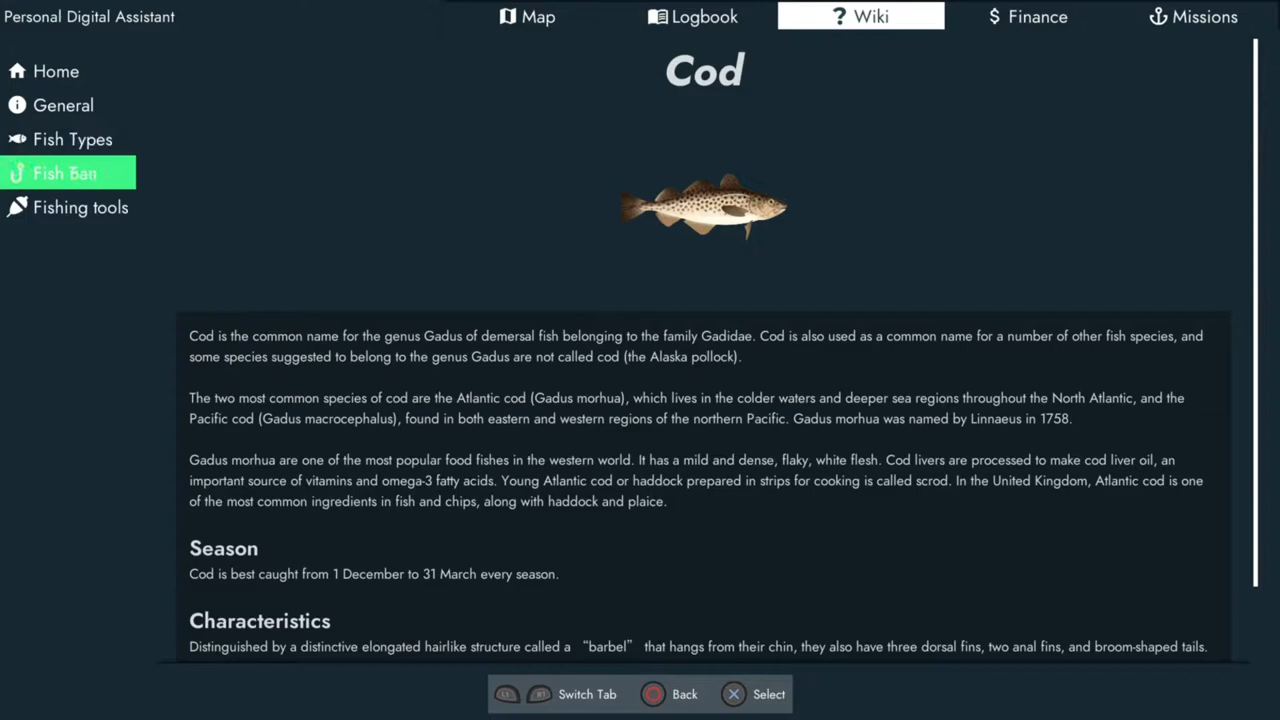 Personal Digital Assistant
Map
Logbook
? Wiki
$ Finance
Missions
Home
General
Fish Types
Fish
Fishing tools
Cod
Cod is the common name for the genus Gadus of demersal fish belonging to the family Gadidae. Cod is also used as a common name for a number of other fish species, and
some species suggested to belong to the genus Gadus are not called cod (the Alaska pollock).
The two most common species of cod are the Atlantic cod (Gadus morhua), which lives in the colder waters and deeper sea regions throughout the North Atlantic, and the
Pacific cod (Gadus macrocephalus), found in both eastern and western regions of the northern Pacific. Gadus morhua was named by Linnaeus in 1758.
Gadus morhua are one of the most popular food fishes in the western world. It has a mild and dense, flaky, white flesh. Cod livers are processed to make cod liver oil, an
important source of vitamins and omega-3 fatty acids. Young Atlantic cod or haddock prepared in strips for cooking is called scrod. In the United Kingdom, Atlantic cod is one
of the most common ingredients in fish and chips, along with haddock and plaice.
Season
Cod is best caught from 1 December to 31 March every season.
Characteristics
Distinguished by a distinctive elongated hairlike structure called a “barbel” that hangs from their chin, they also have three dorsal fins, two anal fins, and broom-shaped tails.
L1 R1 Switch Tab
Back
Select